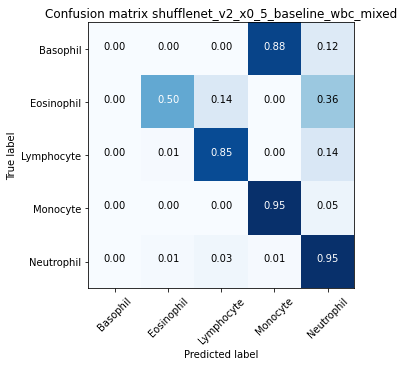 Confusion matrix shufflenet_v2_x0_5_baseline_wbc_mixed
True label
Basophil 0.00 0.00 0.00 0.88 0.12
Eosinophil 0.00 0.50 0.14 0.00 0.36
Lymphocyte 0.00 0.01 0.85 0.00 0.14
Monocyte 0.00 0.00 0.00 0.95 0.05
Neutrophil 0.00 0.01 0.03 0.01 0.95
Basophil Eosinophil Lymphocyte Monocyte Neutrophil
Predicted label